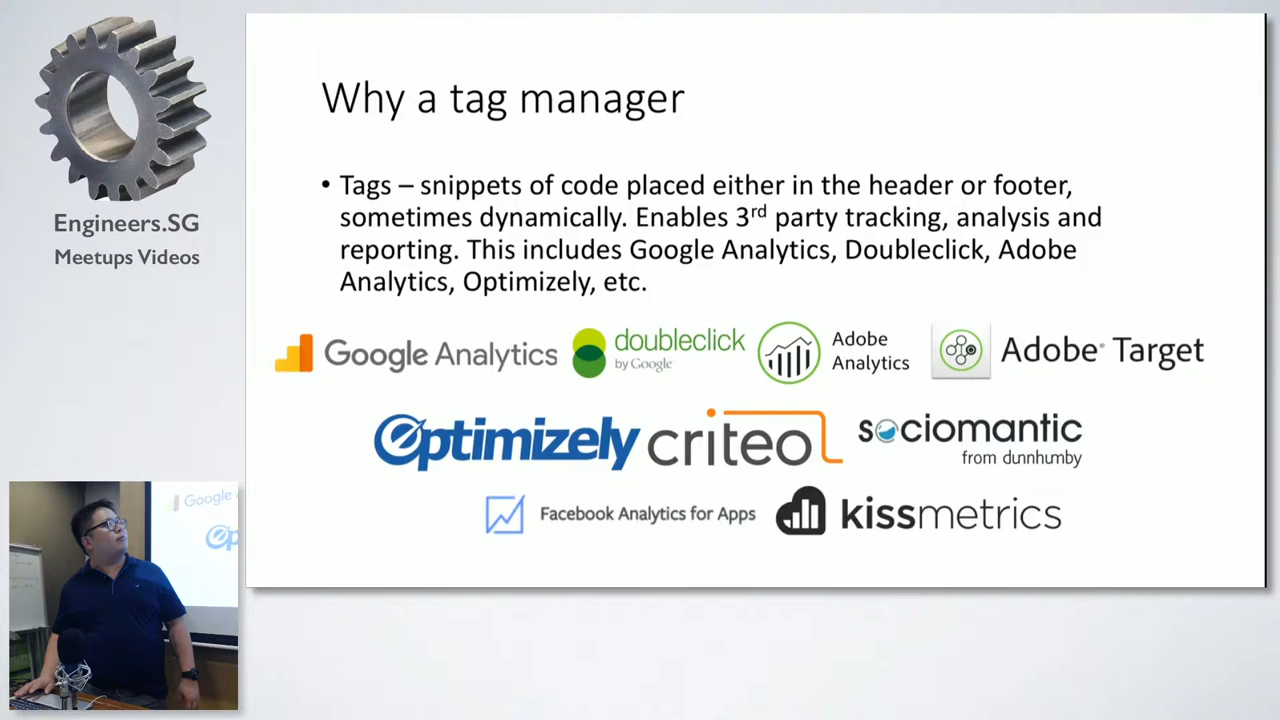 Engineers.SG
Meetups Videos
Why a tag manager
• Tags – snippets of code placed either in the header or footer,
sometimes dynamically. Enables 3rd party tracking, analysis and
reporting. This includes Google Analytics, Doubleclick, Adobe
Analytics, Optimizely, etc.
Google Analytics
doubleclick
by Google
Adobe
Analytics
Adobe Target
Optimizely
criteo
sociomantic
from dunnhumby
Facebook Analytics for Apps
kissmetrics
Google A
Opti